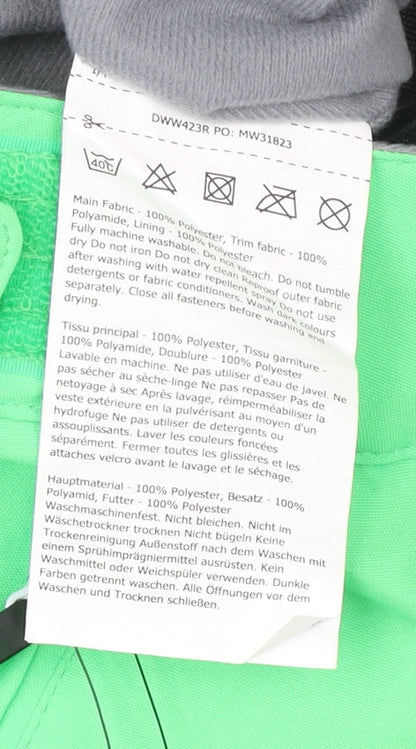 1/1
DWW423R PO: MW31823
40C
Main Fabric - 100% Polyester, Trim fabric - 100%
Polyamide, Lining - 100% Polyester
Fully machine washable. Do not bleach. Do not tumble
dry Do not iron Do not dry clean Reproof outer fabric
after washing with water repellent spray Do not use
detergents or fabric conditioners. Wash dark colours
separately. Close all fasteners before washing and
drying.
Tissu principal - 100% Polyester, Tissu garniture -
100% Polyamide, Doublure - 100% Polyester
Lavable en machine. Ne pas utiliser d'eau de javel. Ne
pas sécher au sèche-linge Ne pas repasser Pas de
nettoyage à sec Après lavage, réimperméabiliser la
veste extérieure en la pulvérisant au moyen d'un
hydrofuge Ne pas utiliser de detergents ou
assouplissants. Laver les couleurs foncées
séparément. Fermer toutes les glissières et les
attaches velcro avant le lavage et le séchage.
Hauptmaterial - 100% Polyester, Besatz - 100%
Polyamid, Futter - 100% Polyester
Waschmaschinenfest. Nicht bleichen. Nicht im
Wäschetrockner trocknen Nicht bügeln Keine
Trockenreinigung Außenstoff nach dem Waschen mit
einem Sprühimprägniermittel ausrüsten. Kein
Waschmittel oder Weichspüler verwenden. Dunkle
Farben getrennt waschen. Alle Öffnungen vor dem
Waschen und Trocknen schließen.